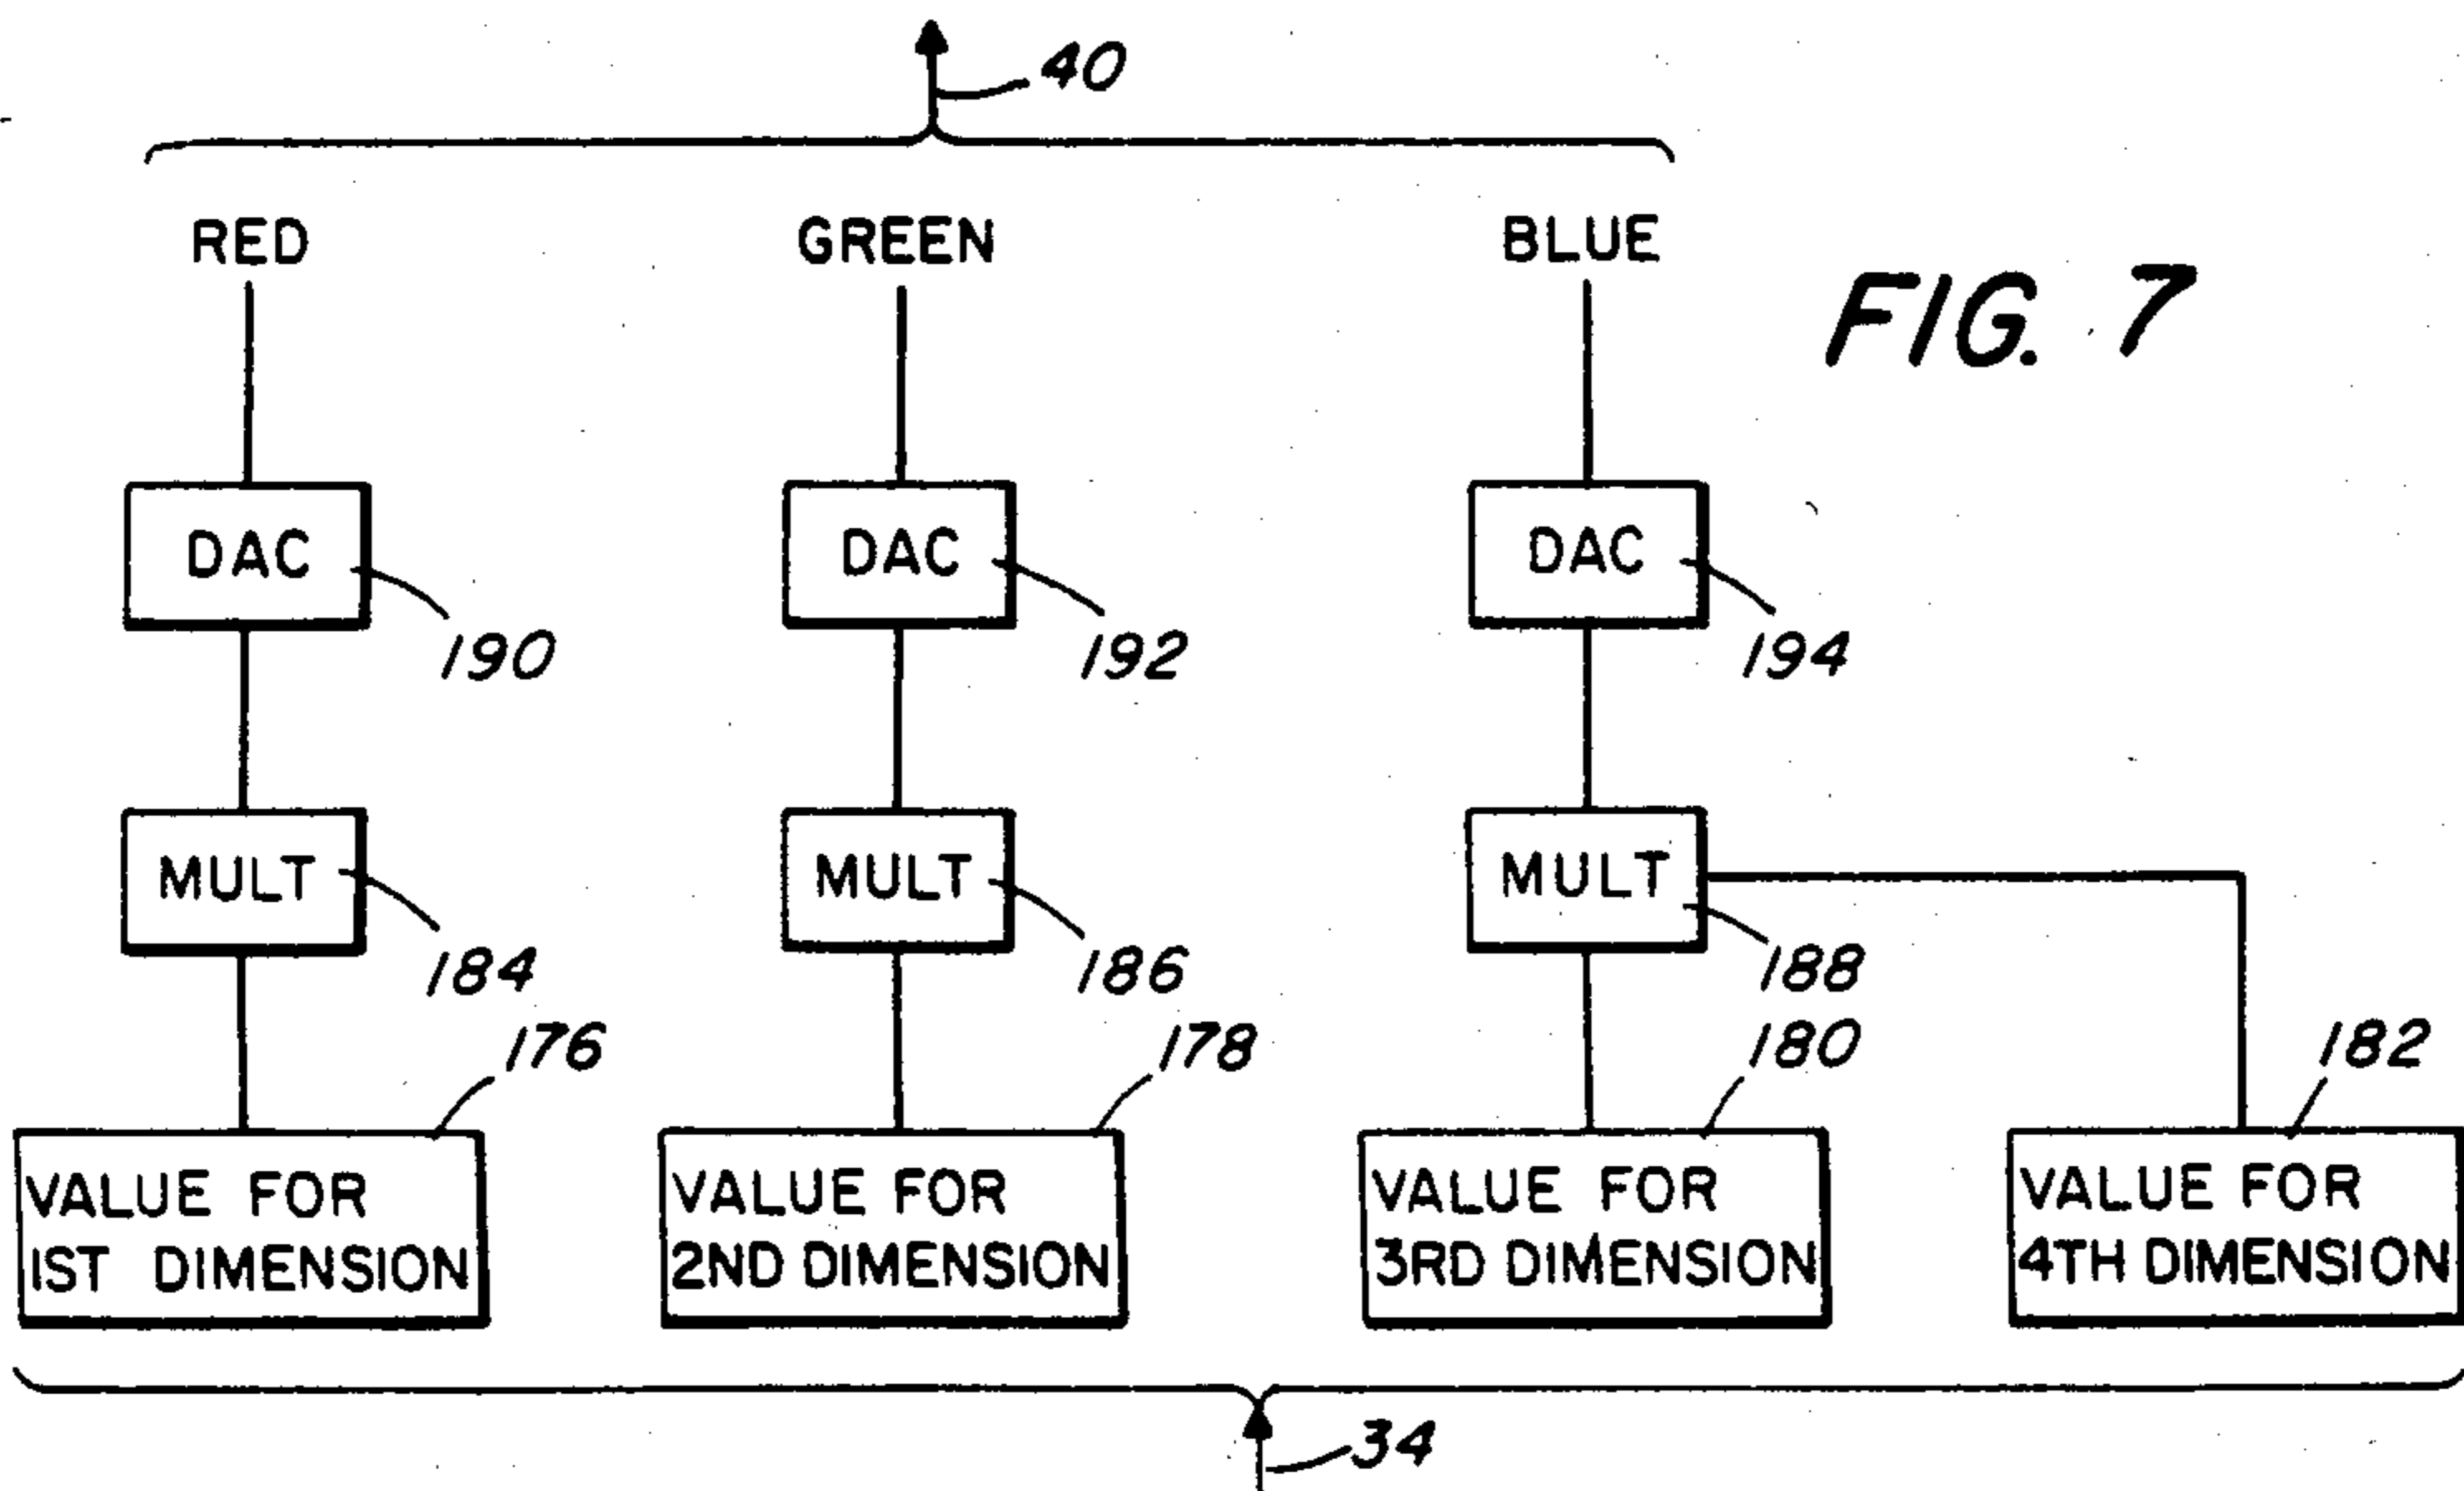 40
RED GREEN BLUE
FIG. 7
DAC DAC DAC
190 192 194
MULT MULT MULT
184 186 188
176 178 180 182
VALUE FOR
1ST DIMENSION
VALUE FOR
2ND DIMENSION
VALUE FOR
3RD DIMENSION
VALUE FOR
4TH DIMENSION
34